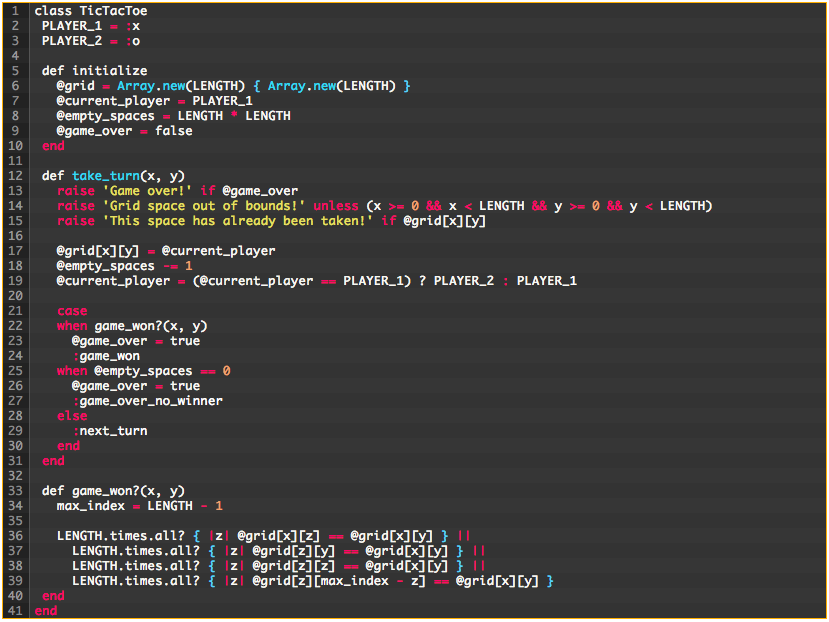 1 class TicTacToe
2 PLAYER_1 = :x
3 PLAYER_2 = :o
4
5 def initialize
6 @grid = Array.new(LENGTH) { Array.new(LENGTH) }
7 @current_player = PLAYER_1
8 @empty_spaces = LENGTH * LENGTH
9 @game_over = false
10 end
11
12 def take_turn(x, y)
13 raise 'Game over!' if @game_over
14 raise 'Grid space out of bounds!' unless (x >= 0 && x < LENGTH && y >= 0 && y < LENGTH)
15 raise 'This space has already been taken!' if @grid[x][y]
16
17 @grid[x][y] = @current_player
18 @empty_spaces -= 1
19 @current_player = (@current_player == PLAYER_1) ? PLAYER_2 : PLAYER_1
20
21 case
22 when game_won?(x, y)
23 @game_over = true
24 :game_won
25 when @empty_spaces == 0
26 @game_over = true
27 :game_over_no_winner
28 else
29 :next_turn
30 end
31 end
32
33 def game_won?(x, y)
34 max_index = LENGTH - 1
35
36 LENGTH.times.all? { |z| @grid[x][z] == @grid[x][y] } ||
37 LENGTH.times.all? { |z| @grid[z][y] == @grid[x][y] } ||
38 LENGTH.times.all? { |z| @grid[z][z] == @grid[x][y] } ||
39 LENGTH.times.all? { |z| @grid[z][max_index - z] == @grid[x][y] }
40 end
41 end